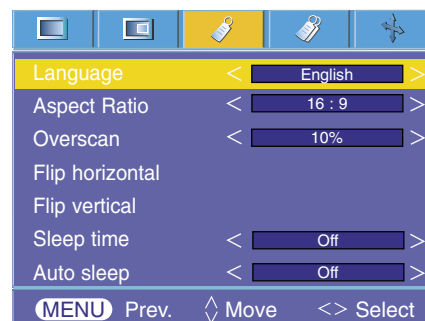 Language < English >
Aspect Ratio < 16 : 9 >
Overscan < 10% >
Flip horizontal
Flip vertical
Sleep time < Off >
Auto sleep < Off >
MENU Prev. Move <> Select